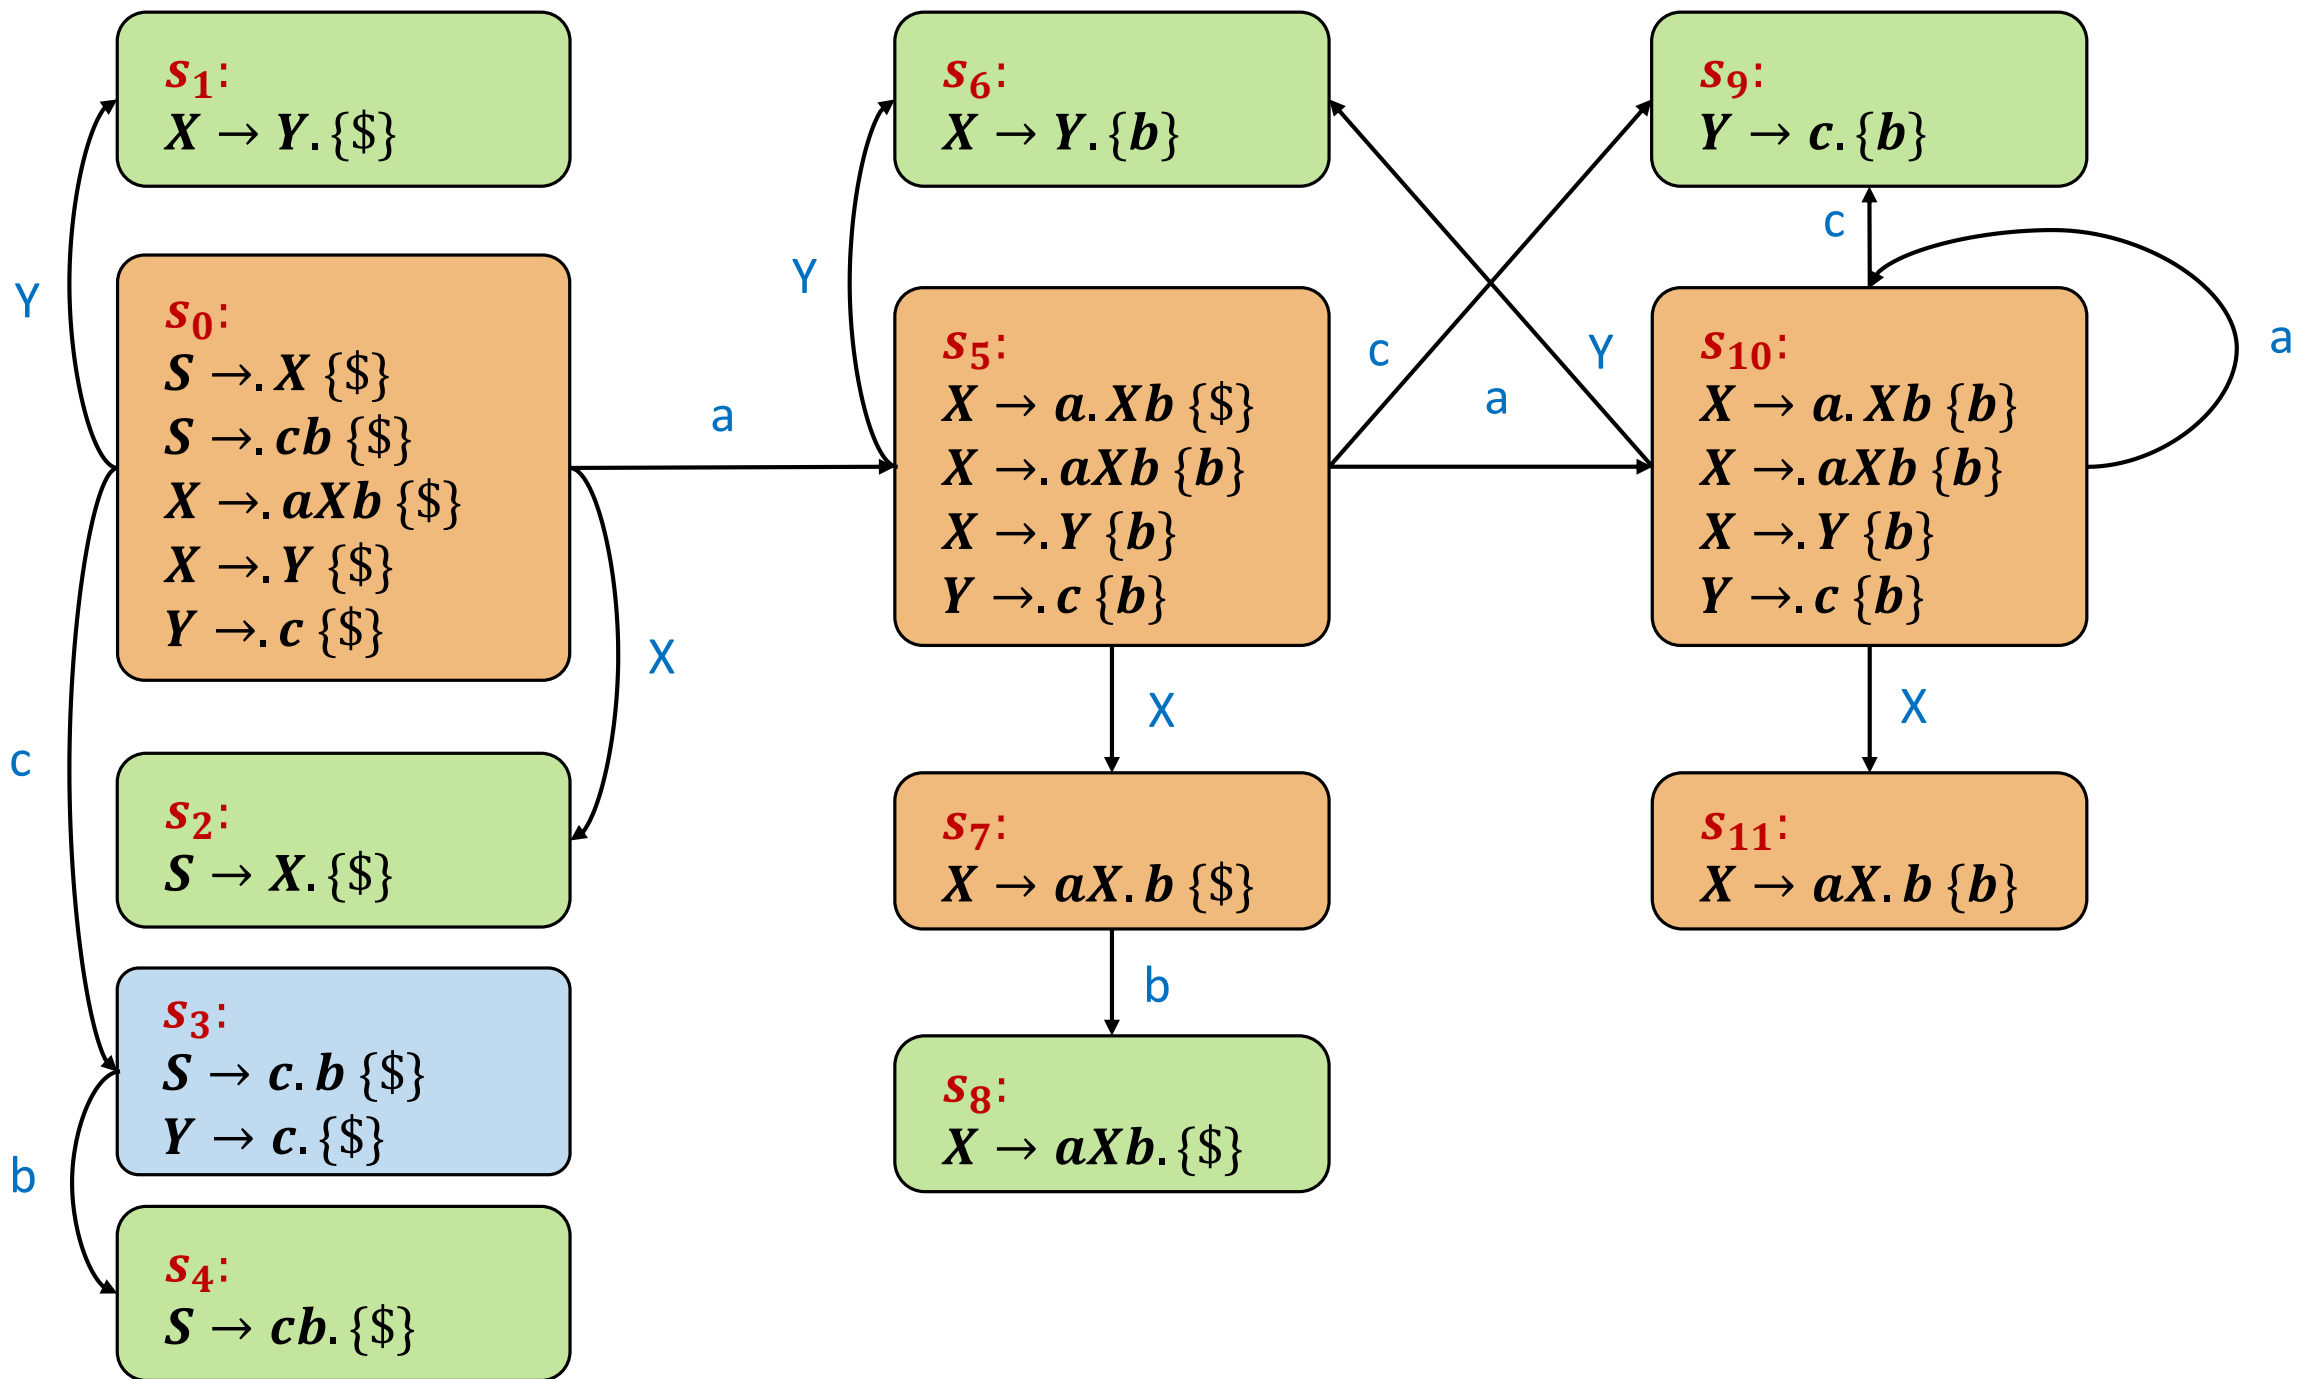 s₁:
X → Y. {$}
Y
s₀:
S →. X {$}
S →. cb {$}
X →. aXb {$}
X →. Y {$}
Y →. c {$}
a
X
c
s₂:
S → X. {$}
s₃:
S → c. b {$}
Y → c. {$}
b
s₄:
S → cb. {$}
s₆:
X → Y. {b}
Y
s₅:
X → a. Xb {$}
X →. aXb {b}
X →. Y {b}
Y →. c {b}
c
Y
a
X
s₇:
X → aX. b {$}
b
s₈:
X → aXb. {$}
s₉:
Y → c. {b}
c
a
s₁₀:
X → a. Xb {b}
X →. aXb {b}
X →. Y {b}
Y →. c {b}
X
s₁₁:
X → aX. b {b}